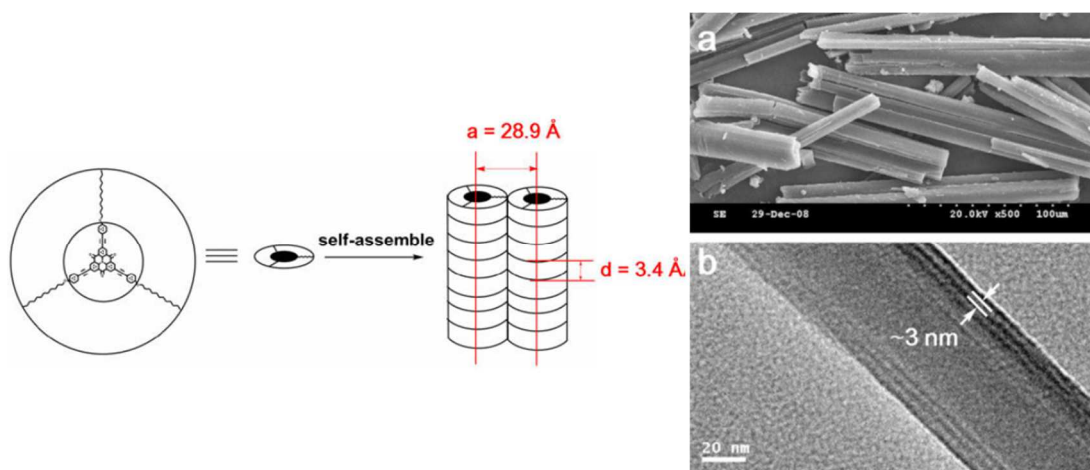 a = 28.9 Å
self-assemble
d = 3.4 Å
a
SE 29-Dec-08 20.0kV x500 100um
b
~3 nm
20 nm